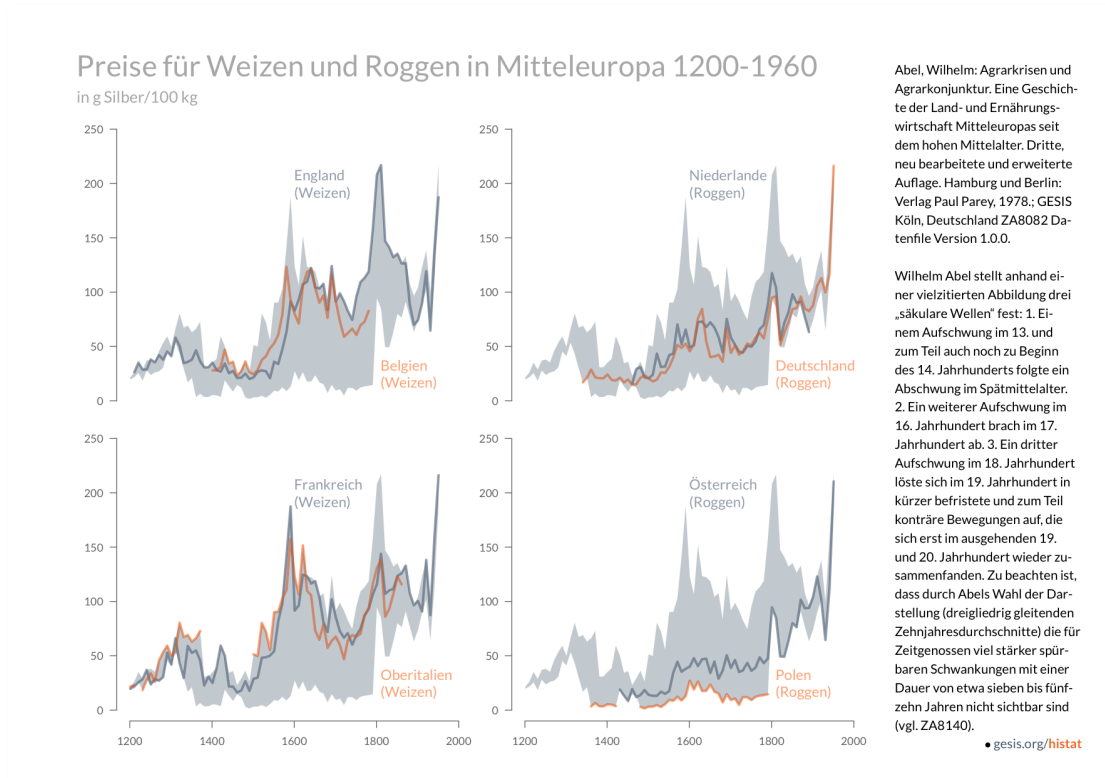 Preise für Weizen und Roggen in Mitteleuropa 1200-1960
in g Silber/100 kg
250
200
150
100
50
0
England
(Weizen)
Belgien
(Weizen)
250
200
150
100
50
0
Niederlande
(Roggen)
Deutschland
(Roggen)
250
200
150
100
50
0
Frankreich
(Weizen)
Oberitalien
(Weizen)
1200
1400
1600
1800
2000
250
200
150
100
50
0
Österreich
(Roggen)
Polen
(Roggen)
1200
1400
1600
1800
2000
Abel, Wilhelm: Agrarkrisen und
Agrarkonjunktur. Eine Geschich-
te der Land- und Ernährungs-
wirtschaft Mitteleuropas seit
dem hohen Mittelalter. Dritte,
neu bearbeitete und erweiterte
Auflage. Hamburg und Berlin:
Verlag Paul Parey, 1978.; GESIS
Köln, Deutschland ZA8082 Da-
tenfile Version 1.0.0.
Wilhelm Abel stellt anhand ei-
ner vielzitierten Abbildung drei
„säkulare Wellen“ fest: 1. Ei-
nem Aufschwung im 13. und
zum Teil auch noch zu Beginn
des 14. Jahrhunderts folgte ein
Abschwung im Spätmittelalter.
2. Ein weiterer Aufschwung im
16. Jahrhundert brach im 17.
Jahrhundert ab. 3. Ein dritter
Aufschwung im 18. Jahrhundert
löste sich im 19. Jahrhundert in
kürzer befristete und zum Teil
konträre Bewegungen auf, die
sich erst im ausgehenden 19.
und 20. Jahrhundert wieder zu-
sammenfanden. Zu beachten ist,
dass durch Abels Wahl der Dar-
stellung (dreigliedrig gleitenden
Zehnjahresdurchschnitte) die für
Zeitgenossen viel stärker spür-
baren Schwankungen mit einer
Dauer von etwa sieben bis fünf-
zehn Jahren nicht sichtbar sind
(vgl. ZA8140).
● gesis.org/histat